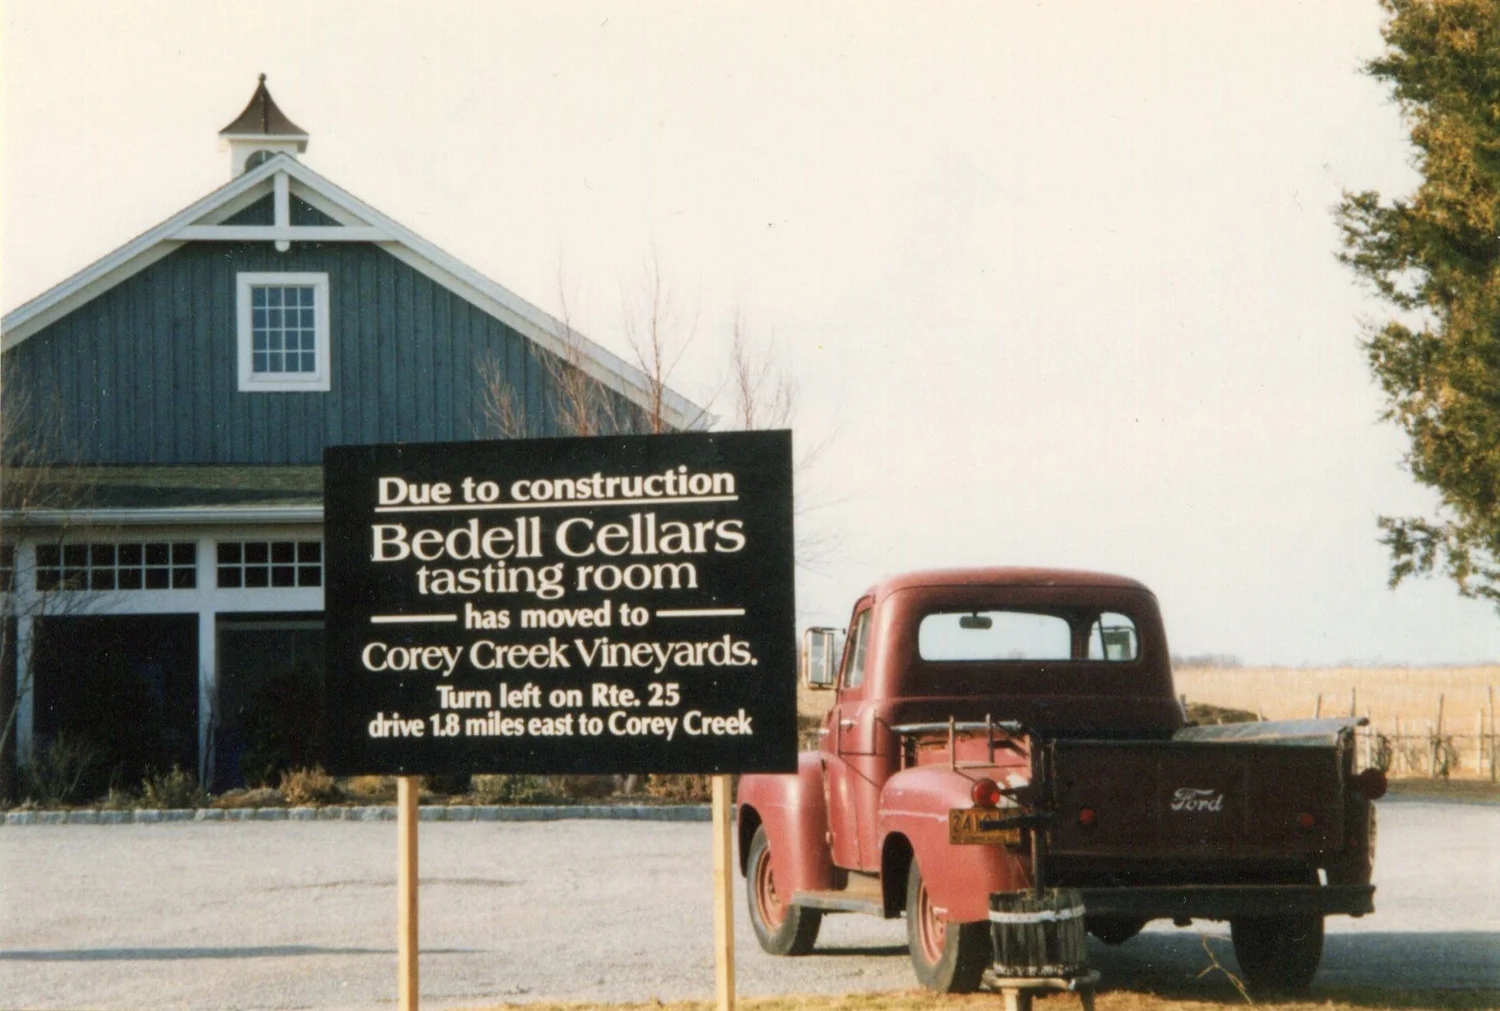 Due to construction
Bedell Cellars
tasting room
has moved to
Corey Creek Vineyards.
Turn left on Rte. 25
drive 1.8 miles east to Corey Creek
Ford